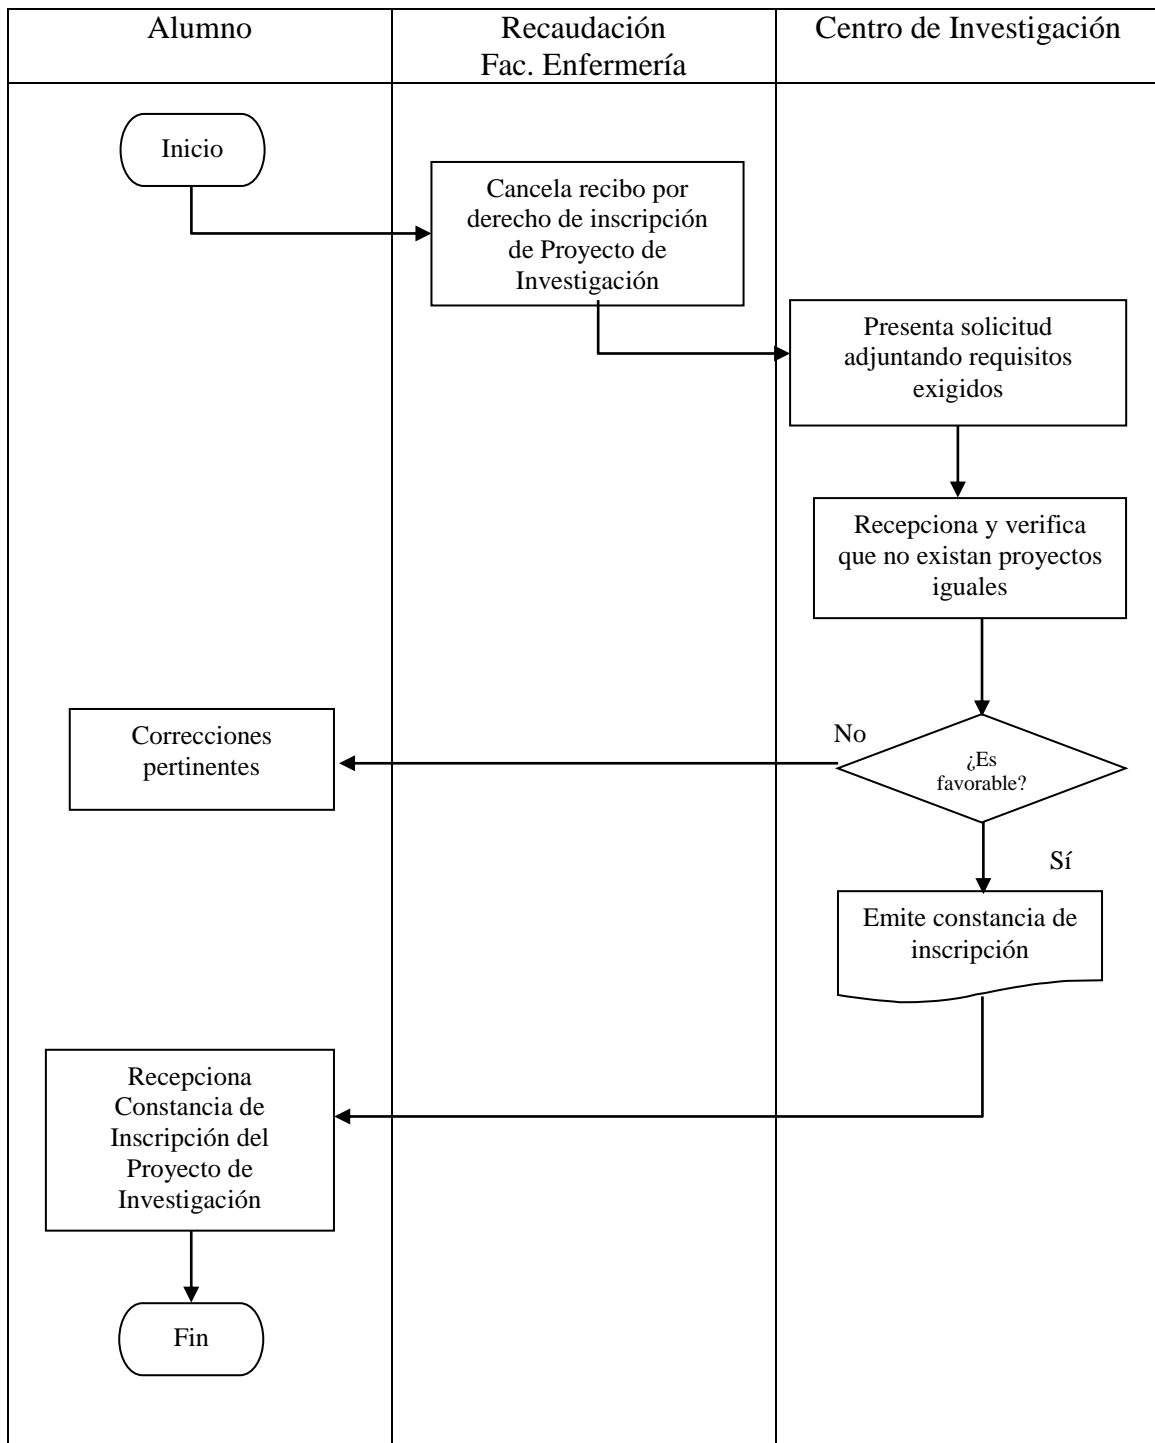 Alumno
Recaudación
Fac. Enfermería
Centro de Investigación
Inicio
Cancela recibo por
derecho de inscripción
de Proyecto de
Investigación
Presenta solicitud
adjuntando requisitos
exigidos
Recepciona y verifica
que no existan proyectos
iguales
No
¿Es
favorable?
Correcciones
pertinentes
Sí
Emite constancia de
inscripción
Recepciona
Constancia de
Inscripción del
Proyecto de
Investigación
Fin